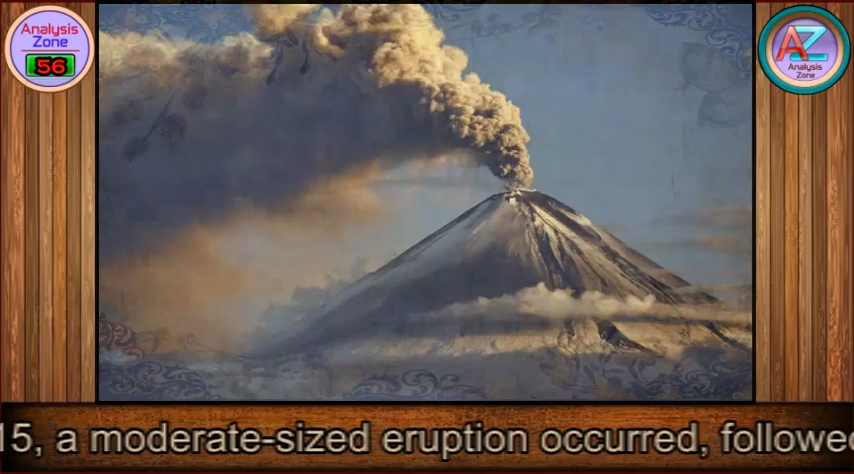 Analysis
Zone
56
AZ
Analysis
Zone
15, a moderate-sized eruption occurred, followed